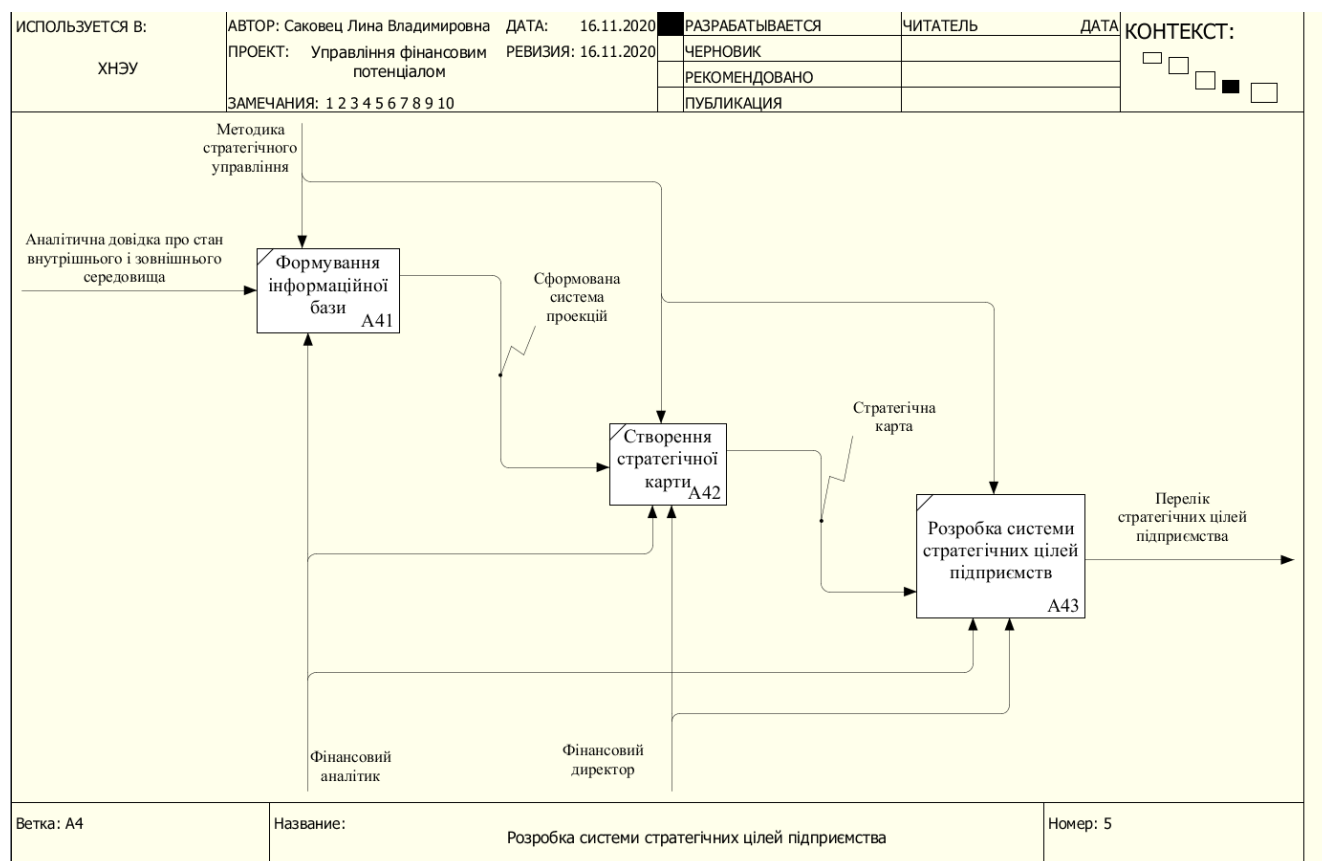 ИСПОЛЬЗУЕТСЯ В:
ХНЭУ
АВТОР: Саковец Лина Владимировна
ДАТА: 16.11.2020
ПРОЕКТ: Управління фінансовим
потенціалом
РЕВИЗИЯ: 16.11.2020
ЗАМЕЧАНИЯ: 1 2 3 4 5 6 7 8 9 10
РАЗРАБАТЫВАЕТСЯ
ЧЕРНОВИК
РЕКОМЕНДОВАНО
ПУБЛИКАЦИЯ
ЧИТАТЕЛЬ
ДАТА
КОНТЕКСТ:
Методика
стратегічного
управління
Аналітична довідка про стан
внутрішнього і зовнішнього
середовища
Формування
інформаційної
бази
A41
Сформована
система
проекцій
Створення
стратегічної
карти
A42
Стратегічна
карта
Розробка системи
стратегічних цілей
підприємств
A43
Перелік
стратегічних цілей
підприємства
Фінансовий
аналітик
Фінансовий
директор
Ветка: A4
Название:
Розробка системи стратегічних цілей підприємства
Номер: 5